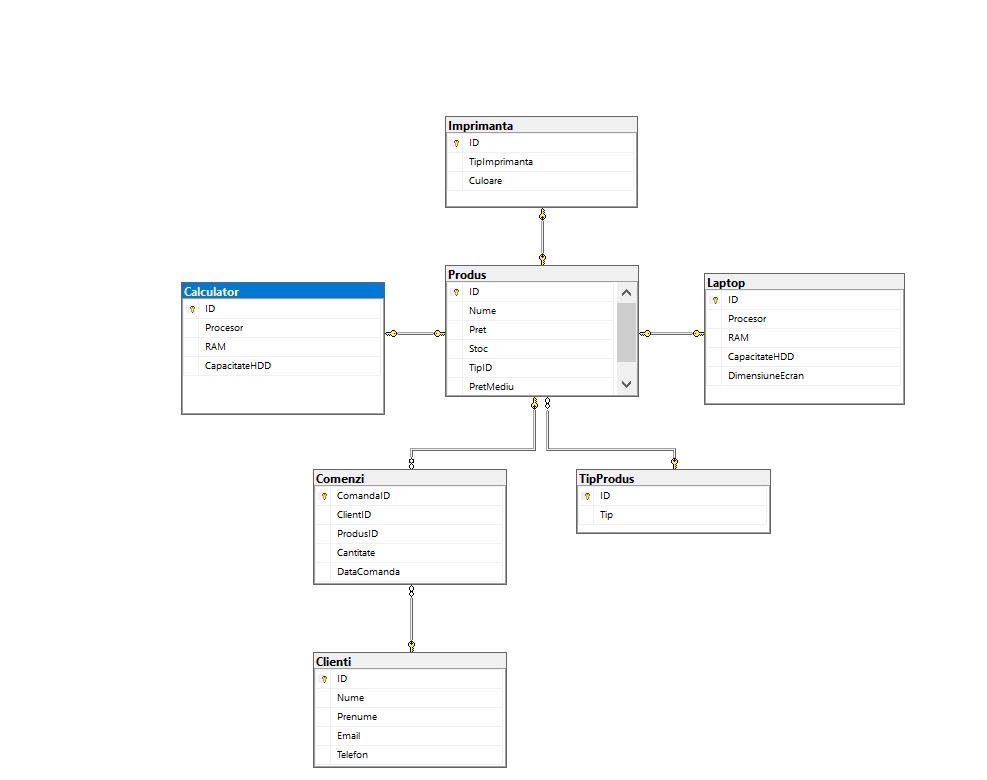 Imprimanta
ID
TipImprimanta
Culoare
Produs
ID
Nume
Pret
Stoc
TipID
PretMediu
Calculator
ID
Procesor
RAM
CapacitateHDD
Laptop
ID
Procesor
RAM
CapacitateHDD
DimensiuneEcran
Comenzi
ComandaID
ClientID
ProdusID
Cantitate
DataComanda
TipProdus
ID
Tip
Clienti
ID
Nume
Prenume
Email
Telefon